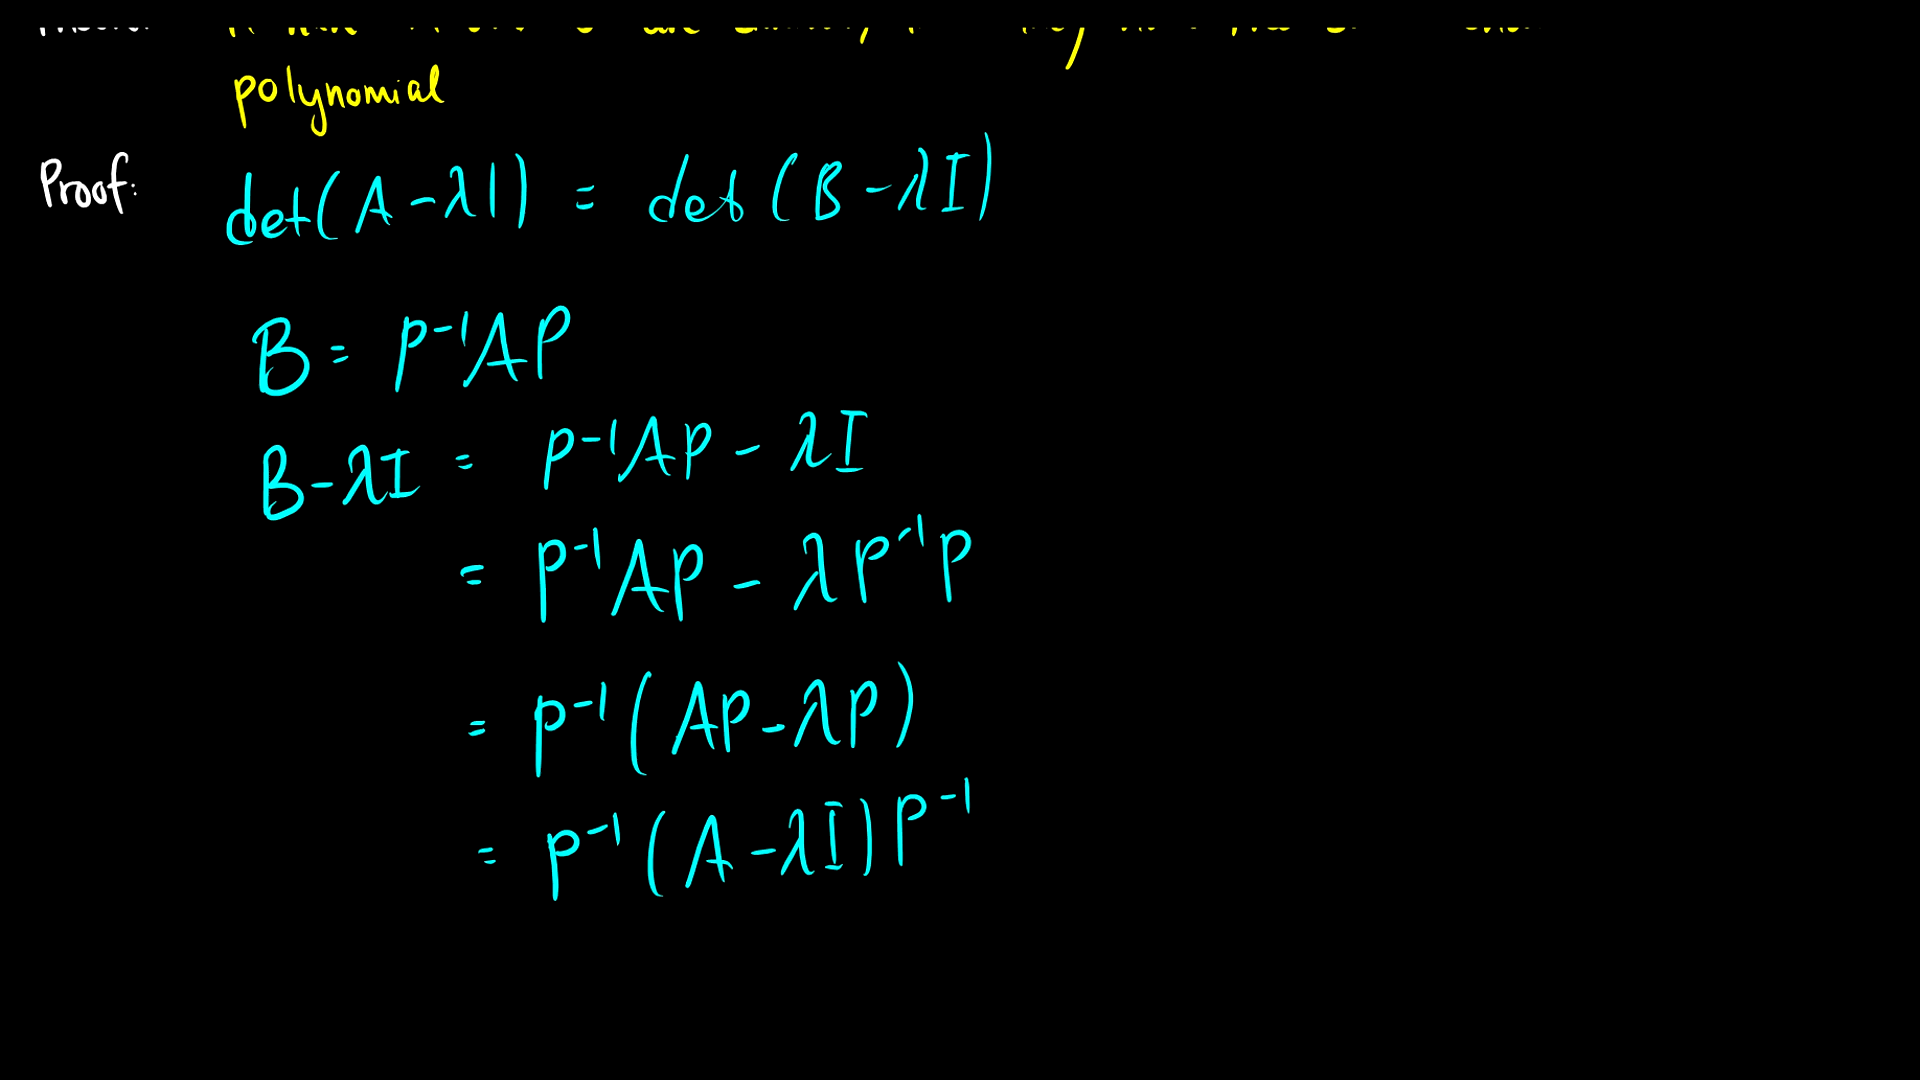 polynomial
Proof: det(A-λI) = det(B-λI)
B = P⁻¹AP
B-λI = P⁻¹AP - λI
= P⁻¹AP - λP⁻¹P
= P⁻¹(AP-λP)
= P⁻¹(A-λI)P⁻¹